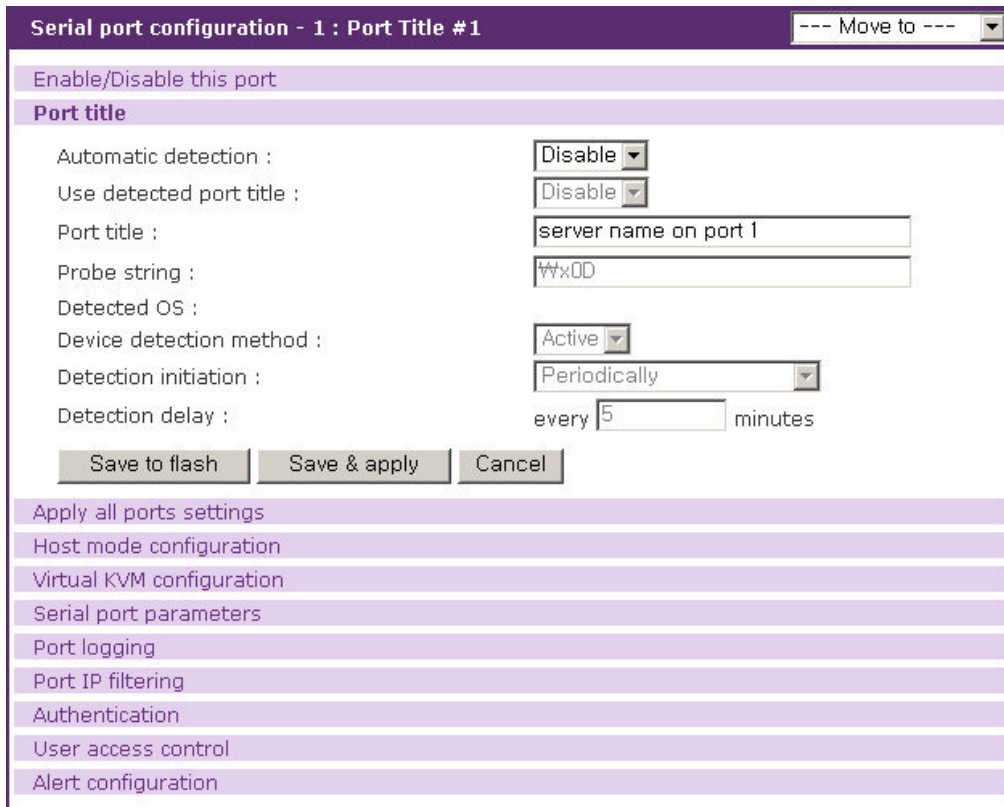 Serial port configuration - 1 : Port Title #1
--- Move to ---
Enable/Disable this port
Port title
Automatic detection : Disable
Use detected port title : Disable
Port title : server name on port 1
Probe string : ₩x0D
Detected OS :
Device detection method : Active
Detection initiation : Periodically
Detection delay : every 5 minutes
Save to flash Save & apply Cancel
Apply all ports settings
Host mode configuration
Virtual KVM configuration
Serial port parameters
Port logging
Port IP filtering
Authentication
User access control
Alert configuration